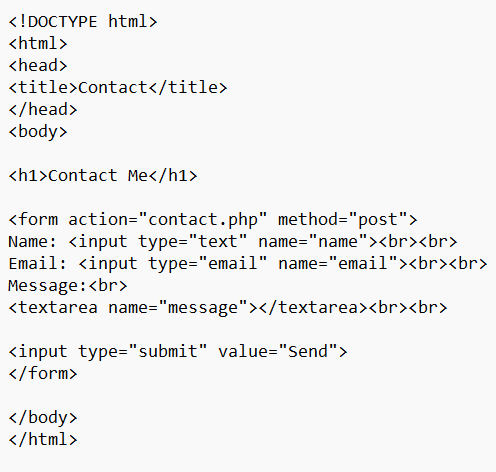 <!DOCTYPE html>
<html>
<head>
<title>Contact</title>
</head>
<body>
<h1>Contact Me</h1>
<form action="contact.php" method="post">
Name: <input type="text" name="name"><br><br>
Email: <input type="email" name="email"><br><br>
Message:<br>
<textarea name="message"></textarea><br><br>
<input type="submit" value="Send">
</form>
</body>
</html>